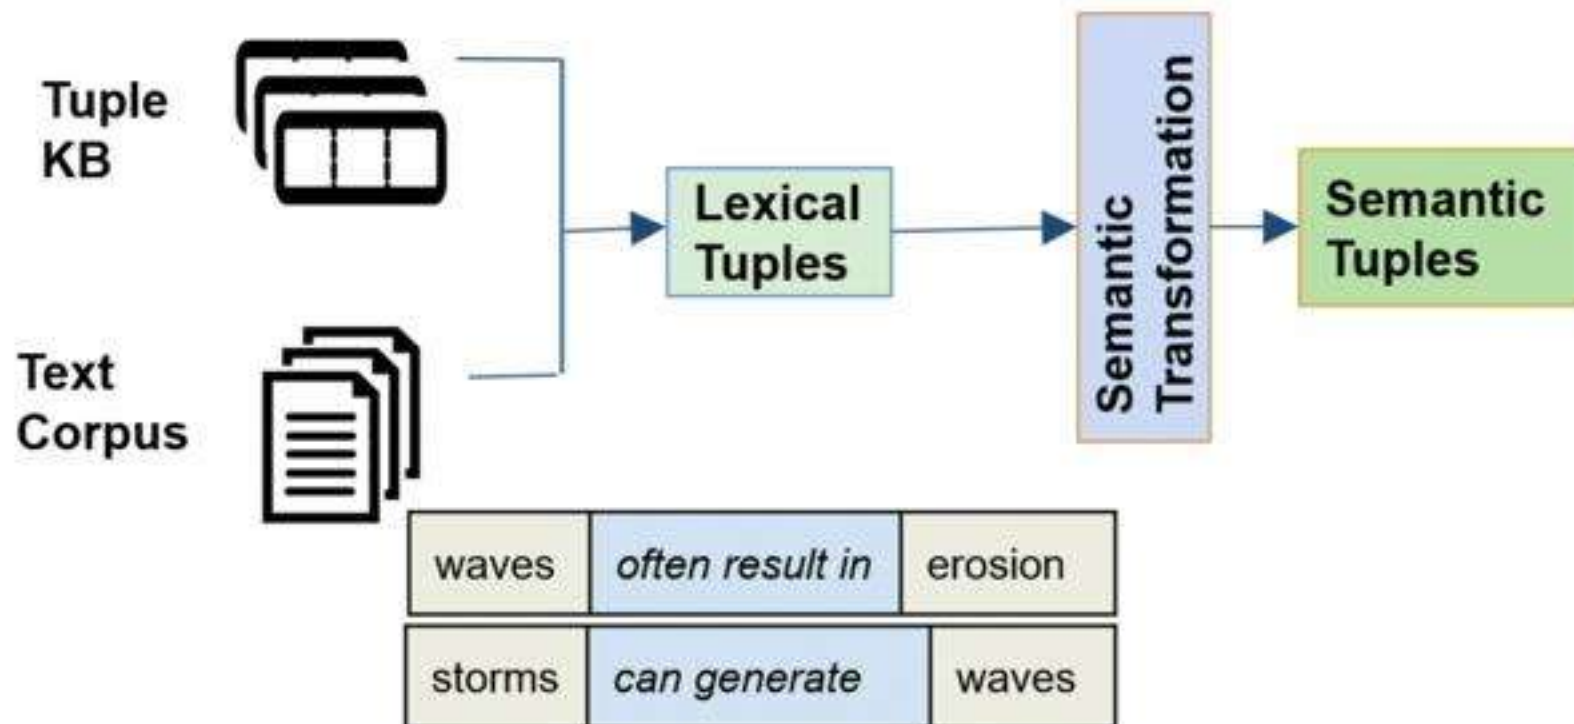 Tuple
KB
Text
Corpus
Lexical
Tuples
Semantic
Transformation
Semantic
Tuples
waves often result in erosion
storms can generate waves